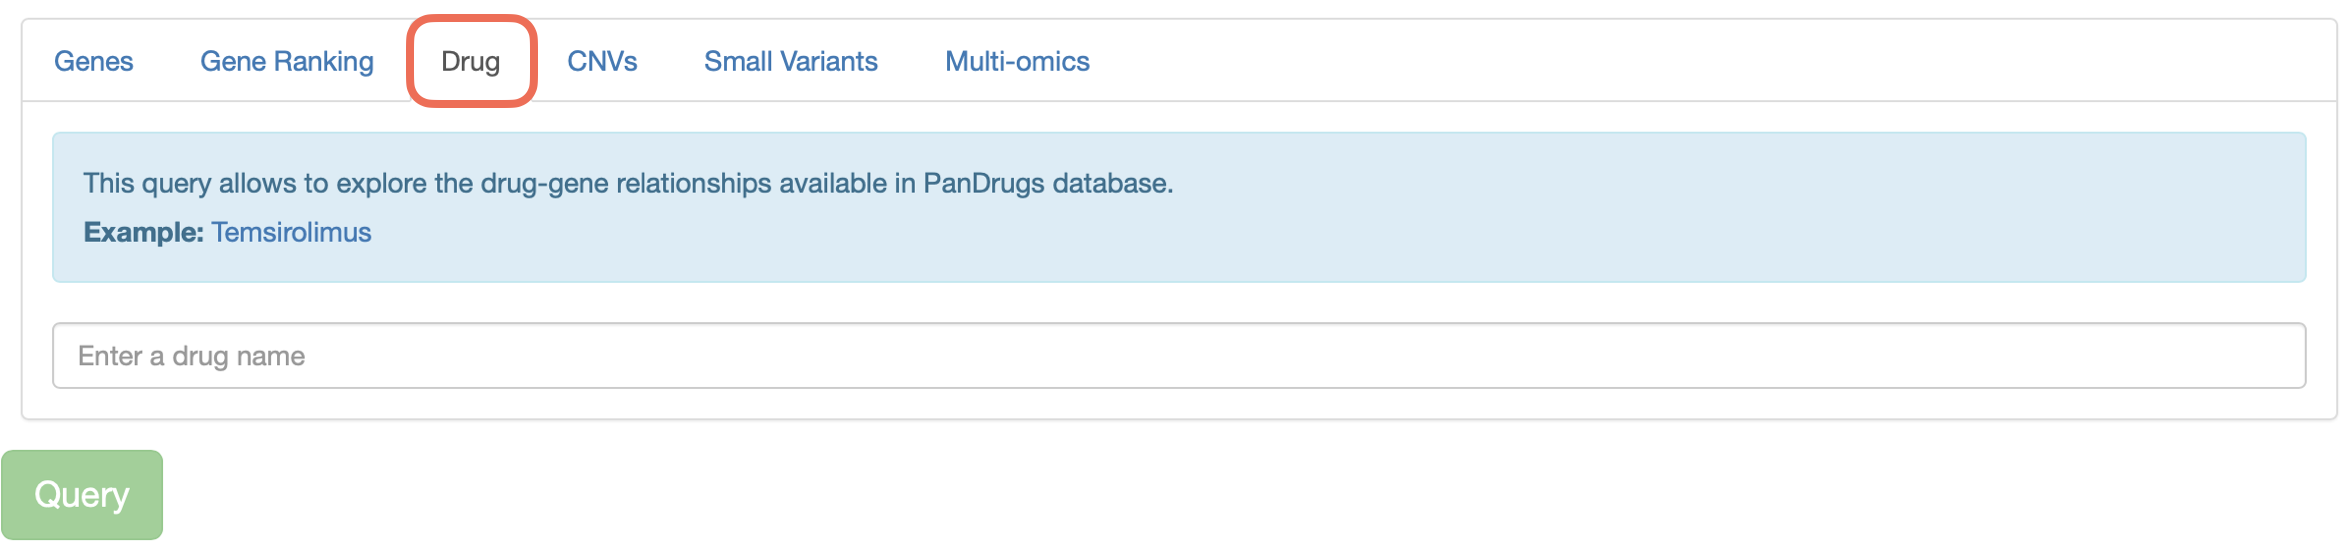 Genes Gene Ranking Drug CNVs Small Variants Multi-omics
This query allows to explore the drug-gene relationships available in PanDrugs database.
Example: Temsirolimus
Enter a drug name
Query